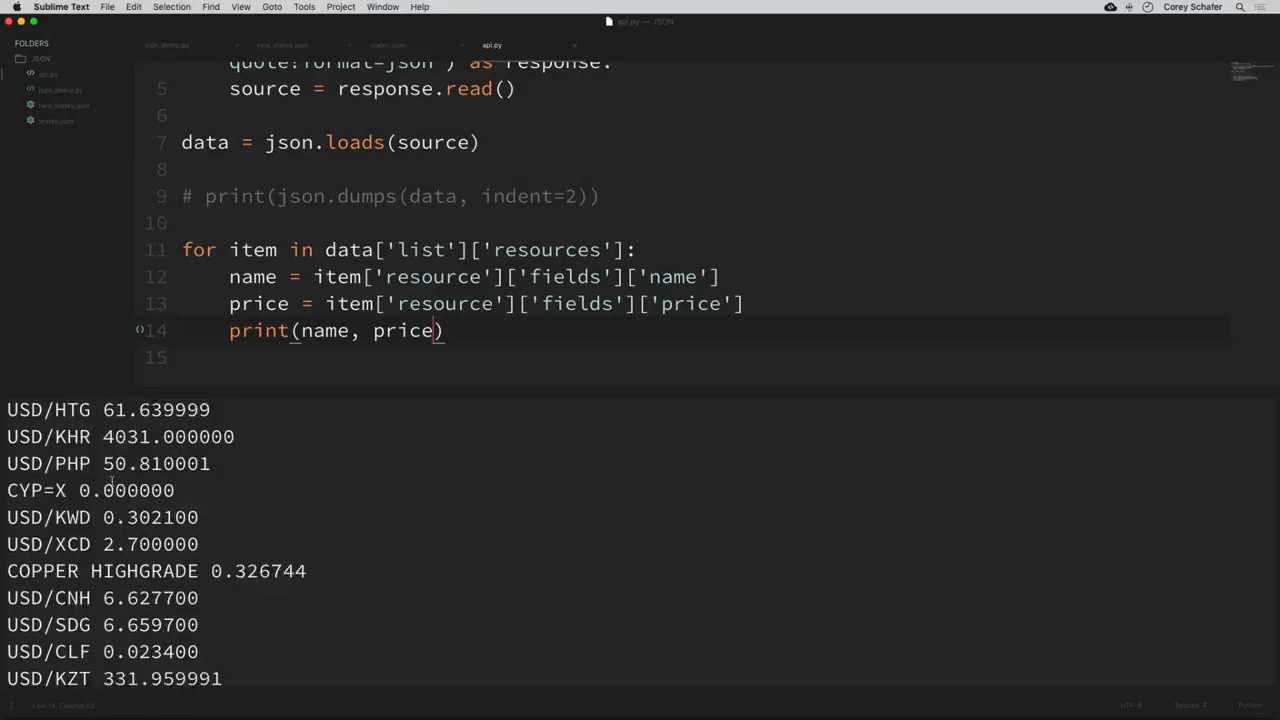 Sublime Text File Edit Selection Find View Goto Tools Project Window Help Corey Schafer
api.py — JSON
FOLDERS
JSON
api.py
json_demo.py
new_states.json
states.json
json_demo.py new_states.json states.json api.py
quote?format=json") as response:
5 source = response.read()
6
7 data = json.loads(source)
8
9 # print(json.dumps(data, indent=2))
10
11 for item in data['list']['resources']:
12 name = item['resource']['fields']['name']
13 price = item['resource']['fields']['price']
14 print(name, price)
15
USD/HTG 61.639999
USD/KHR 4031.000000
USD/PHP 50.810001
CYP=X 0.000000
USD/KWD 0.302100
USD/XCD 2.700000
COPPER HIGHGRADE 0.326744
USD/CNH 6.627700
USD/SDG 6.659700
USD/CLF 0.023400
USD/KZT 331.959991
Line 14, Column 22 UTF-8 Spaces: 4 Python